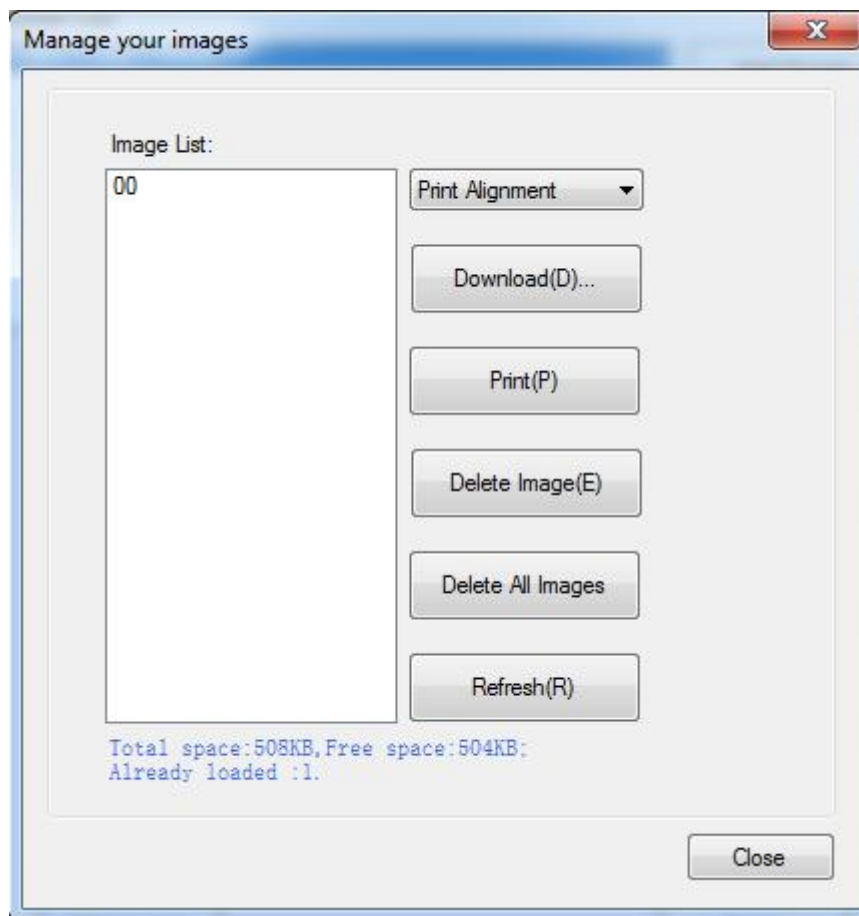 Manage your images
Image List:
00
Print Alignment
Download(D)...
Print(P)
Delete Image(E)
Delete All Images
Refresh(R)
Total space:508KB,Free space:504KB;
Already loaded :1.
Close